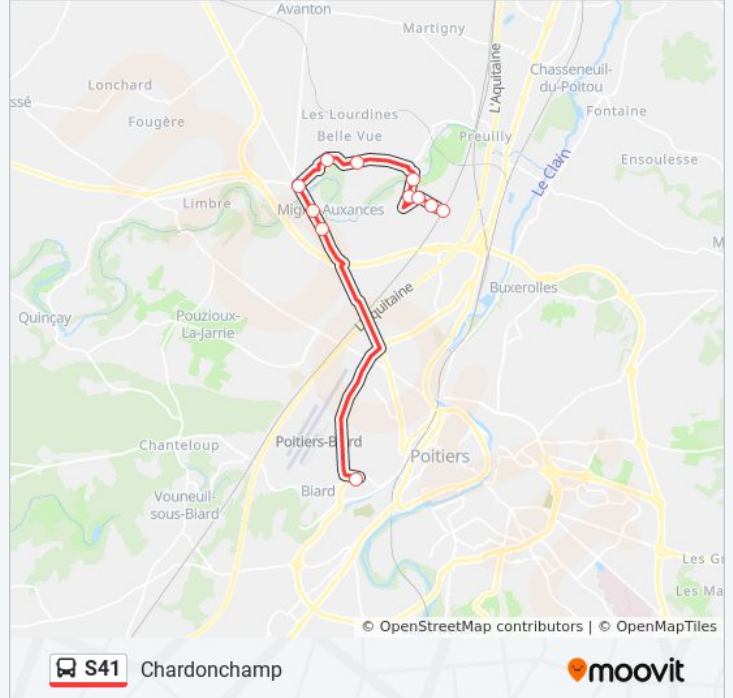 Avanton
Martigny
L'Aquitaine
Chasseneuil-
du-Poitou
Lonchard
ssé
Fougère
Les Lourdines
Belle Vue
Preuilly
Fontaine
Ensoulesse
Le Clain
Limbre
Auxances
M
Buxerolles
L'Aquitaine
Quinçay
Pouzioux-
La-Jarrie
Chanteloup
Poitiers-Biard
Poitiers
Biard
Vouneuil-
sous-Biard
Les
Les Ma
© OpenStreetMap contributors | © OpenMapTiles
S41 Chardonchamp
moovit